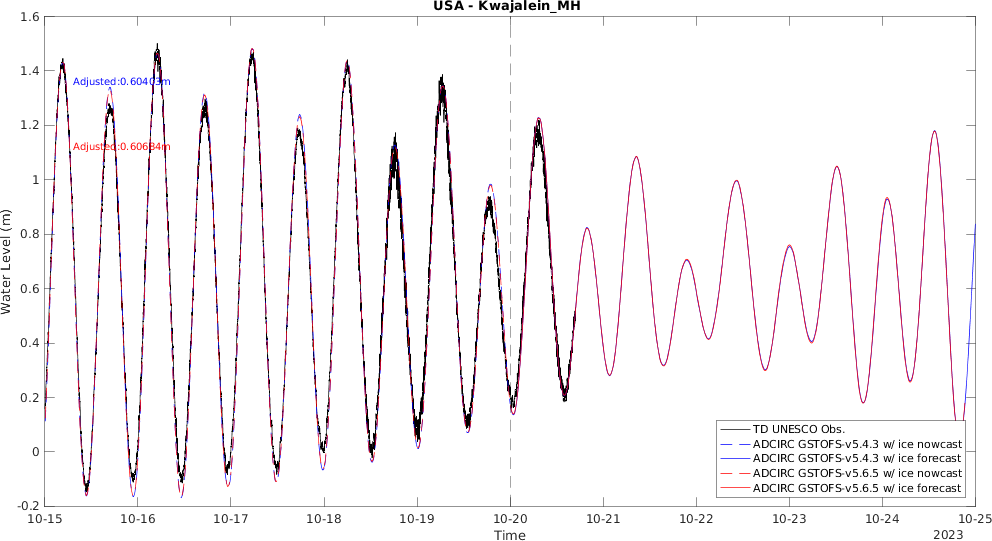 USA - Kwajalein_MH
1.6
1.4
1.2
1
0.8
0.6
0.4
0.2
0
-0.2
Water Level (m)
Adjusted:0.60403m
Adjusted:0.60684m
TD UNESCO Obs.
ADCIRC GSTOFS-v5.4.3 w/ ice nowcast
ADCIRC GSTOFS-v5.4.3 w/ ice forecast
ADCIRC GSTOFS-v5.6.5 w/ ice nowcast
ADCIRC GSTOFS-v5.6.5 w/ ice forecast
10-15 10-16 10-17 10-18 10-19 10-20 10-21 10-22 10-23 10-24 10-25
Time
2023